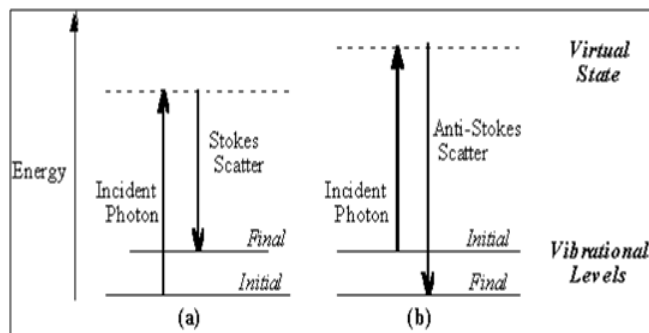 Virtual
State
Stokes
Scatter
Anti-Stokes
Scatter
Energy
Incident
Photon
Incident
Photon
Final
Initial
Initial
Final
Vibrational
Levels
(a)
(b)